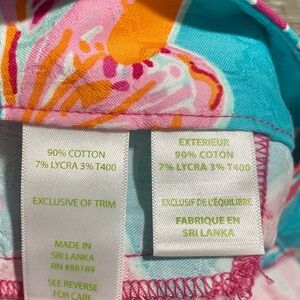 90% COTTON
7% LYCRA 3% T400
EXCLUSIVE OF TRIM
MADE IN
SRI LANKA
RN #88189
SEE REVERSE
FOR CARE
EXTERIEUR
90% COTON
7% LYCRA 3% T400
EXCLUSIF DE L'ÉQUILIBRE
FABRIQUE EN
SRI LANKA